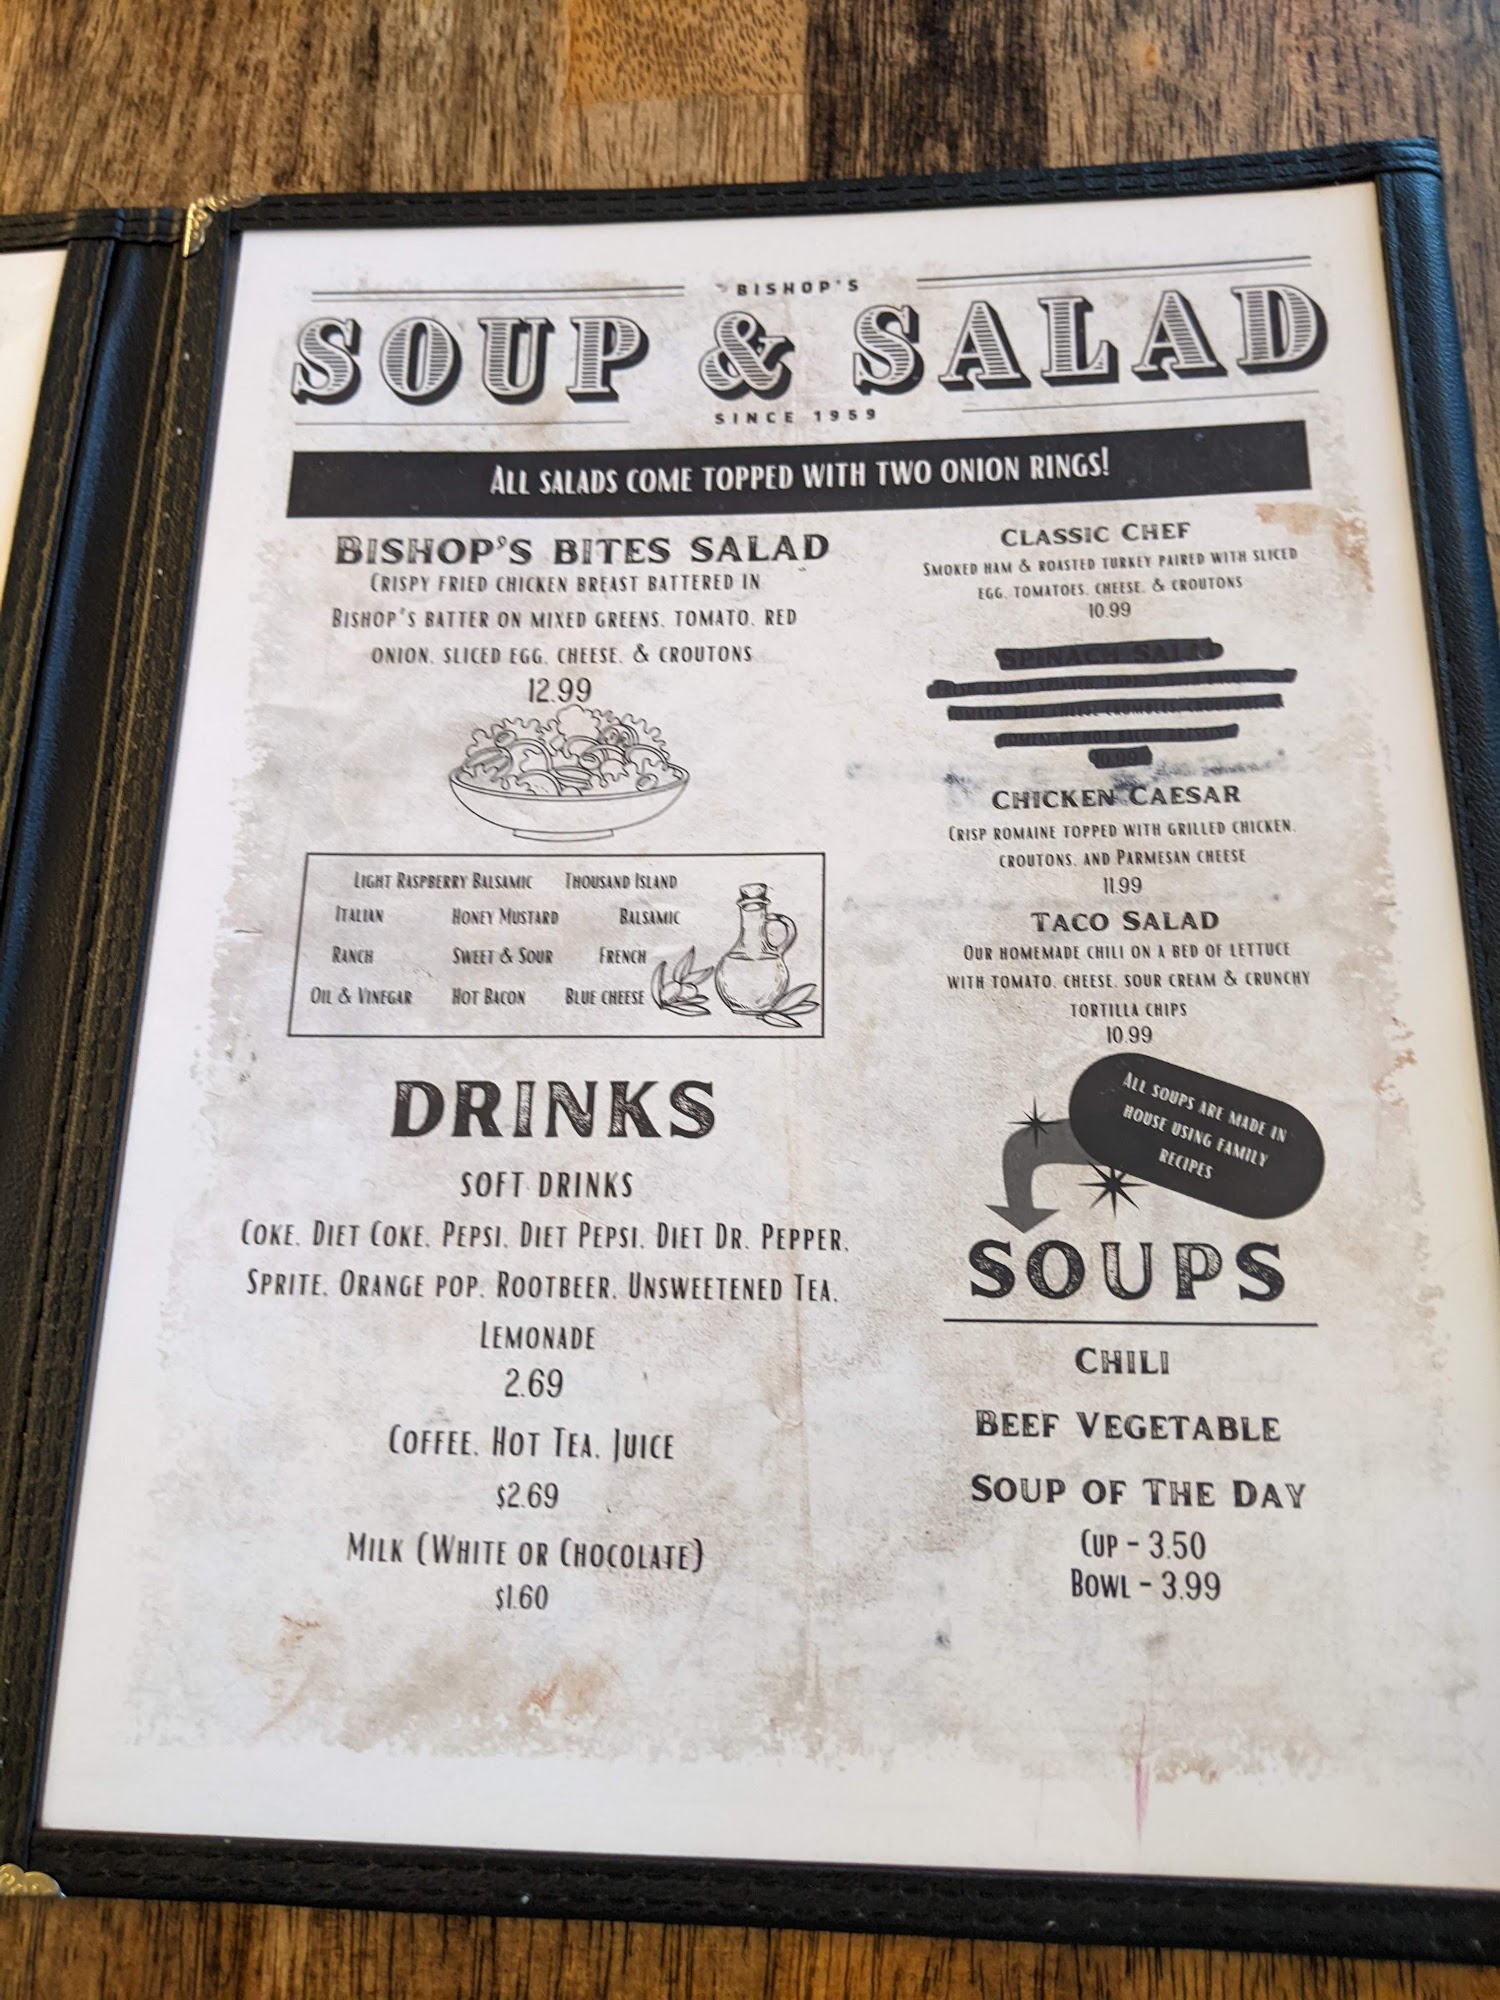 BISHOP'S
SOUP & SALAD
SINCE 1959
ALL SALADS COME TOPPED WITH TWO ONION RINGS!
BISHOP'S BITES SALAD
CRISPY FRIED CHICKEN BREAST BATTERED IN
BISHOP'S BATTER ON MIXED GREENS, TOMATO, RED
ONION, SLICED EGG, CHEESE, & CROUTONS
12.99
LIGHT RASPBERRY BALSAMIC THOUSAND ISLAND
ITALIAN HONEY MUSTARD BALSAMIC
RANCH SWEET & SOUR FRENCH
OIL & VINEGAR HOT BACON BLUE CHEESE
DRINKS
SOFT DRINKS
COKE, DIET COKE, PEPSI, DIET PEPSI, DIET DR. PEPPER,
SPRITE, ORANGE POP, ROOTBEER, UNSWEETENED TEA,
LEMONADE
2.69
COFFEE, HOT TEA, JUICE
$2.69
MILK (WHITE OR CHOCOLATE)
$1.60
CLASSIC CHEF
SMOKED HAM & ROASTED TURKEY PAIRED WITH SLICED
EGG, TOMATOES, CHEESE, & CROUTONS
10.99
SPINACH SALAD
CHICKEN CAESAR
CRISP ROMAINE TOPPED WITH GRILLED CHICKEN,
CROUTONS, AND PARMESAN CHEESE
11.99
TACO SALAD
OUR HOMEMADE CHILI ON A BED OF LETTUCE
WITH TOMATO, CHEESE, SOUR CREAM & CRUNCHY
TORTILLA CHIPS
10.99
ALL SOUPS ARE MADE IN
HOUSE USING FAMILY
RECIPES
SOUPS
CHILI
BEEF VEGETABLE
SOUP OF THE DAY
CUP - 3.50
BOWL - 3.99